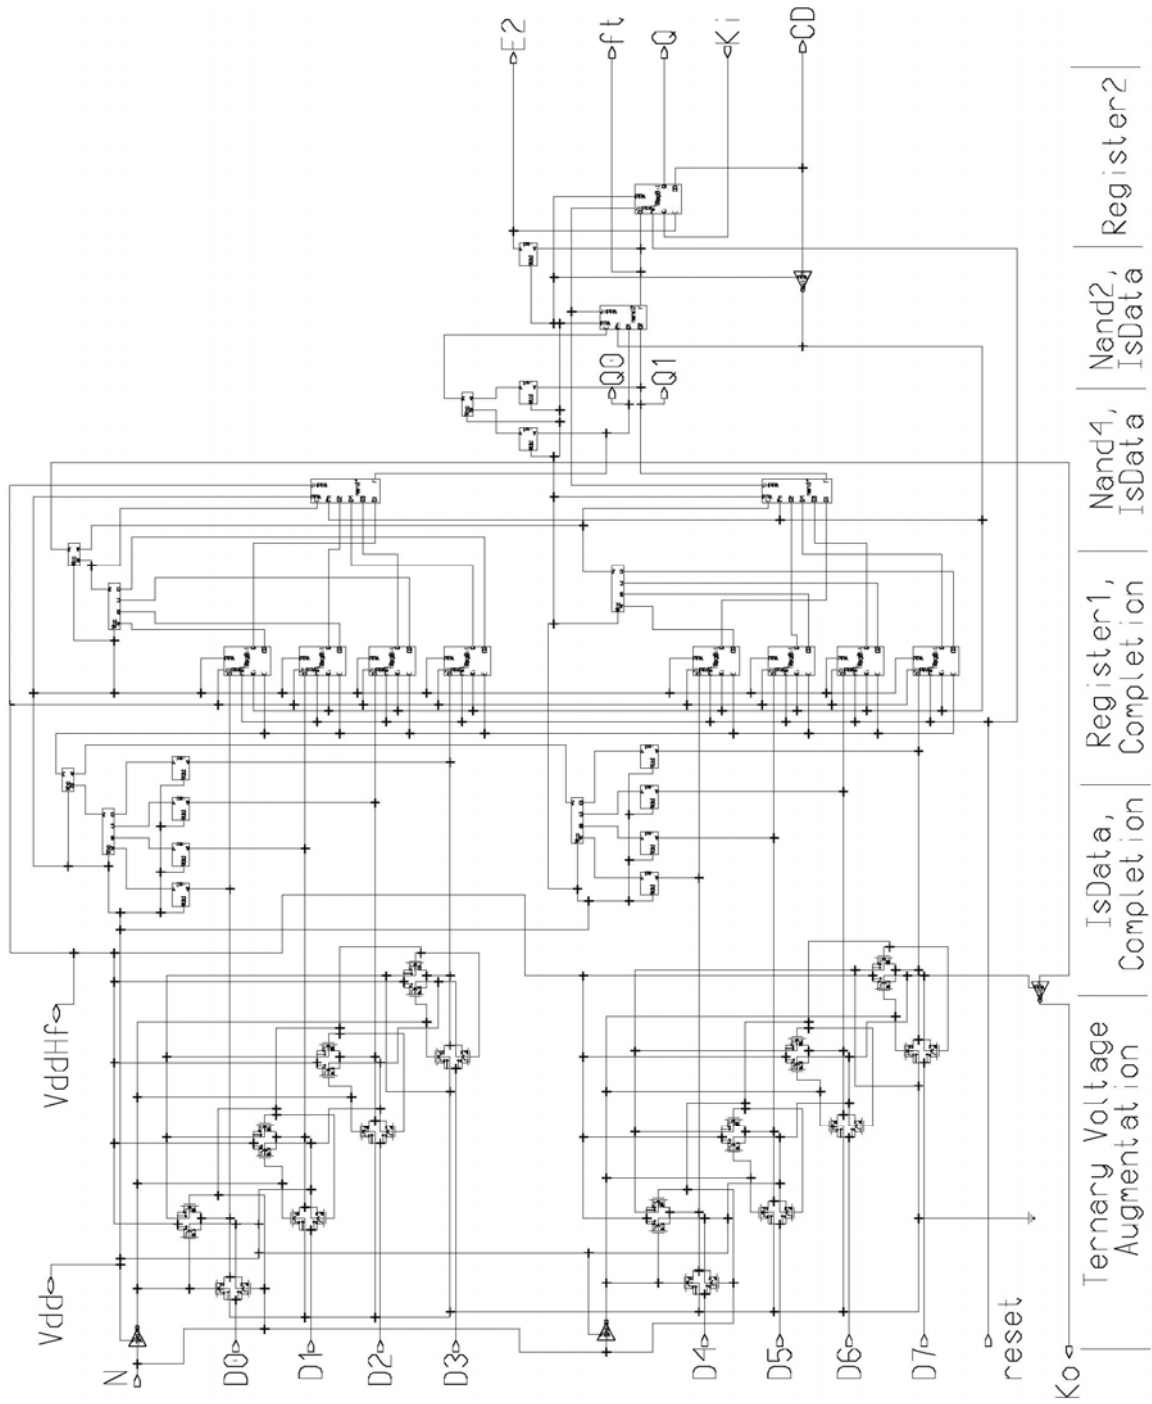 E2
ft
Q
Ki
CD
Q0
Q1
VddHf
Vdd
N
D0
D1
D2
D3
D4
D5
D6
D7
reset
Ko
Ternary Voltage
Augmentation
IsData,
Completion
Register1,
Completion
Nand4,
IsData
Nand2,
IsData
Register2